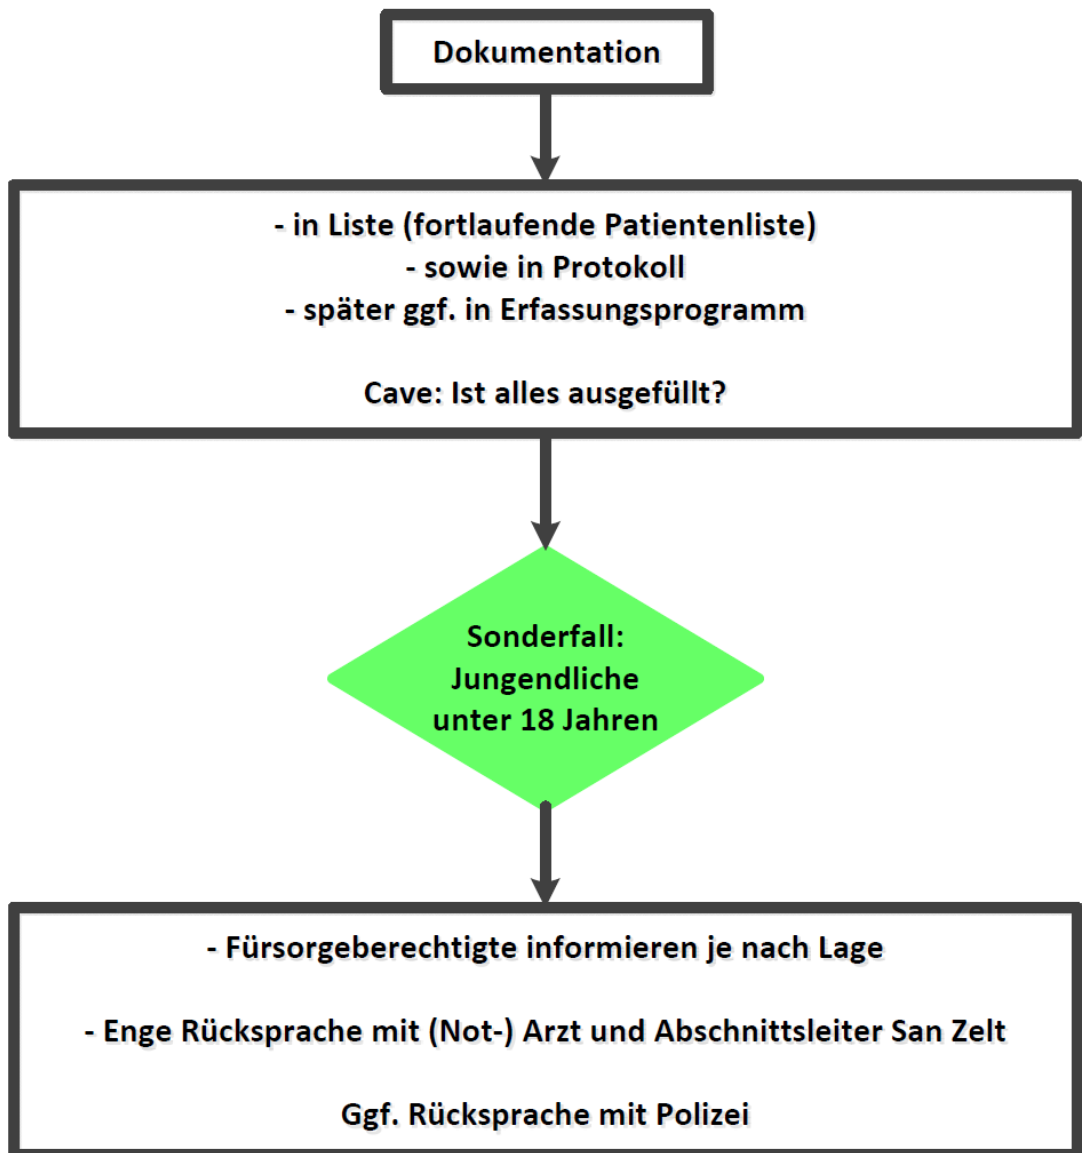 Dokumentation
- in Liste (fortlaufende Patientenliste)
- sowie in Protokoll
- später ggf. in Erfassungsprogramm
Cave: Ist alles ausgefüllt?
Sonderfall:
Jungendliche
unter 18 Jahren
- Fürsorgeberechtigte informieren je nach Lage
- Enge Rücksprache mit (Not-) Arzt und Abschnittsleiter San Zelt
Ggf. Rücksprache mit Polizei